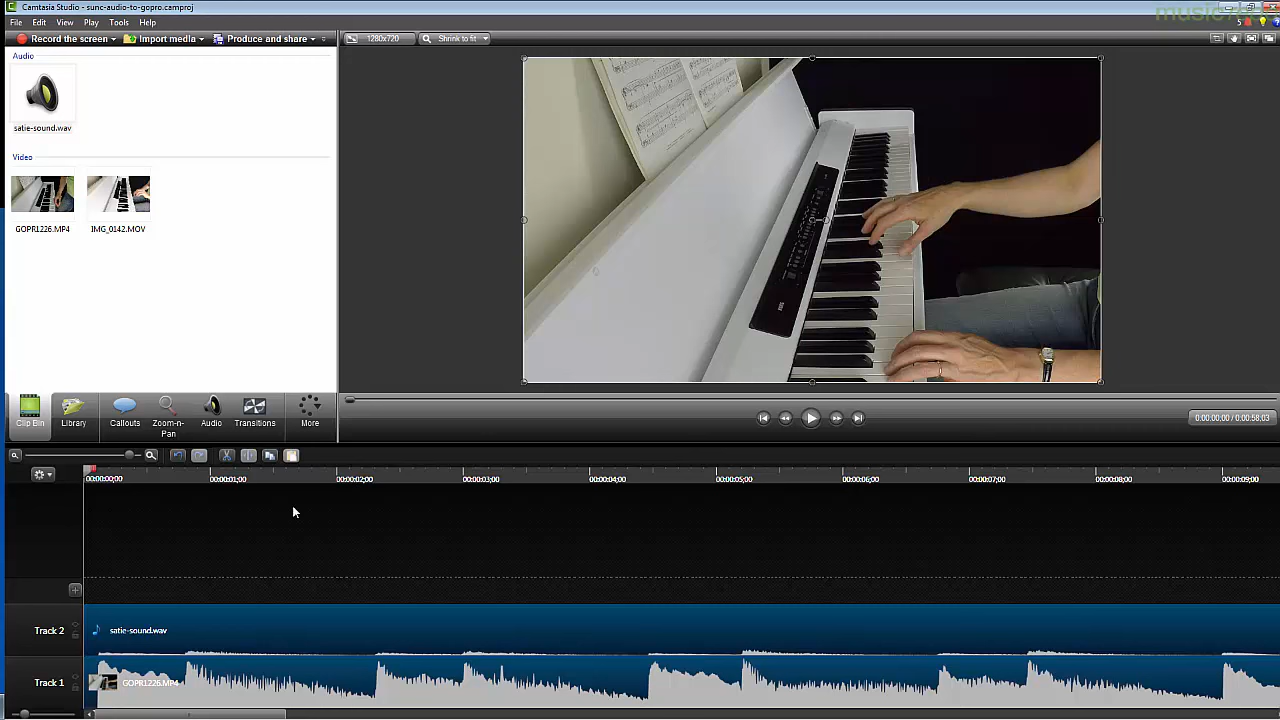 Camtasia Studio - sunc-audio-to-gopro.camproj
File Edit View Play Tools Help
5
Record the screen Import media Produce and share
1280x720 Shrink to fit
Audio
satie-sound.wav
Video
GOPR1226.MP4 IMG_0142.MOV
Clip Bin Library Callouts Zoom-n-Pan Audio Transitions More
0:00:00;00 / 0:00:58;03
00:00:00;00 00:00:01;00 00:00:02;00 00:00:03;00 00:00:04;00 00:00:05;00 00:00:06;00 00:00:07;00 00:00:08;00 00:00:09;00
Track 2 satie-sound.wav
Track 1 GOPR1226.MP4